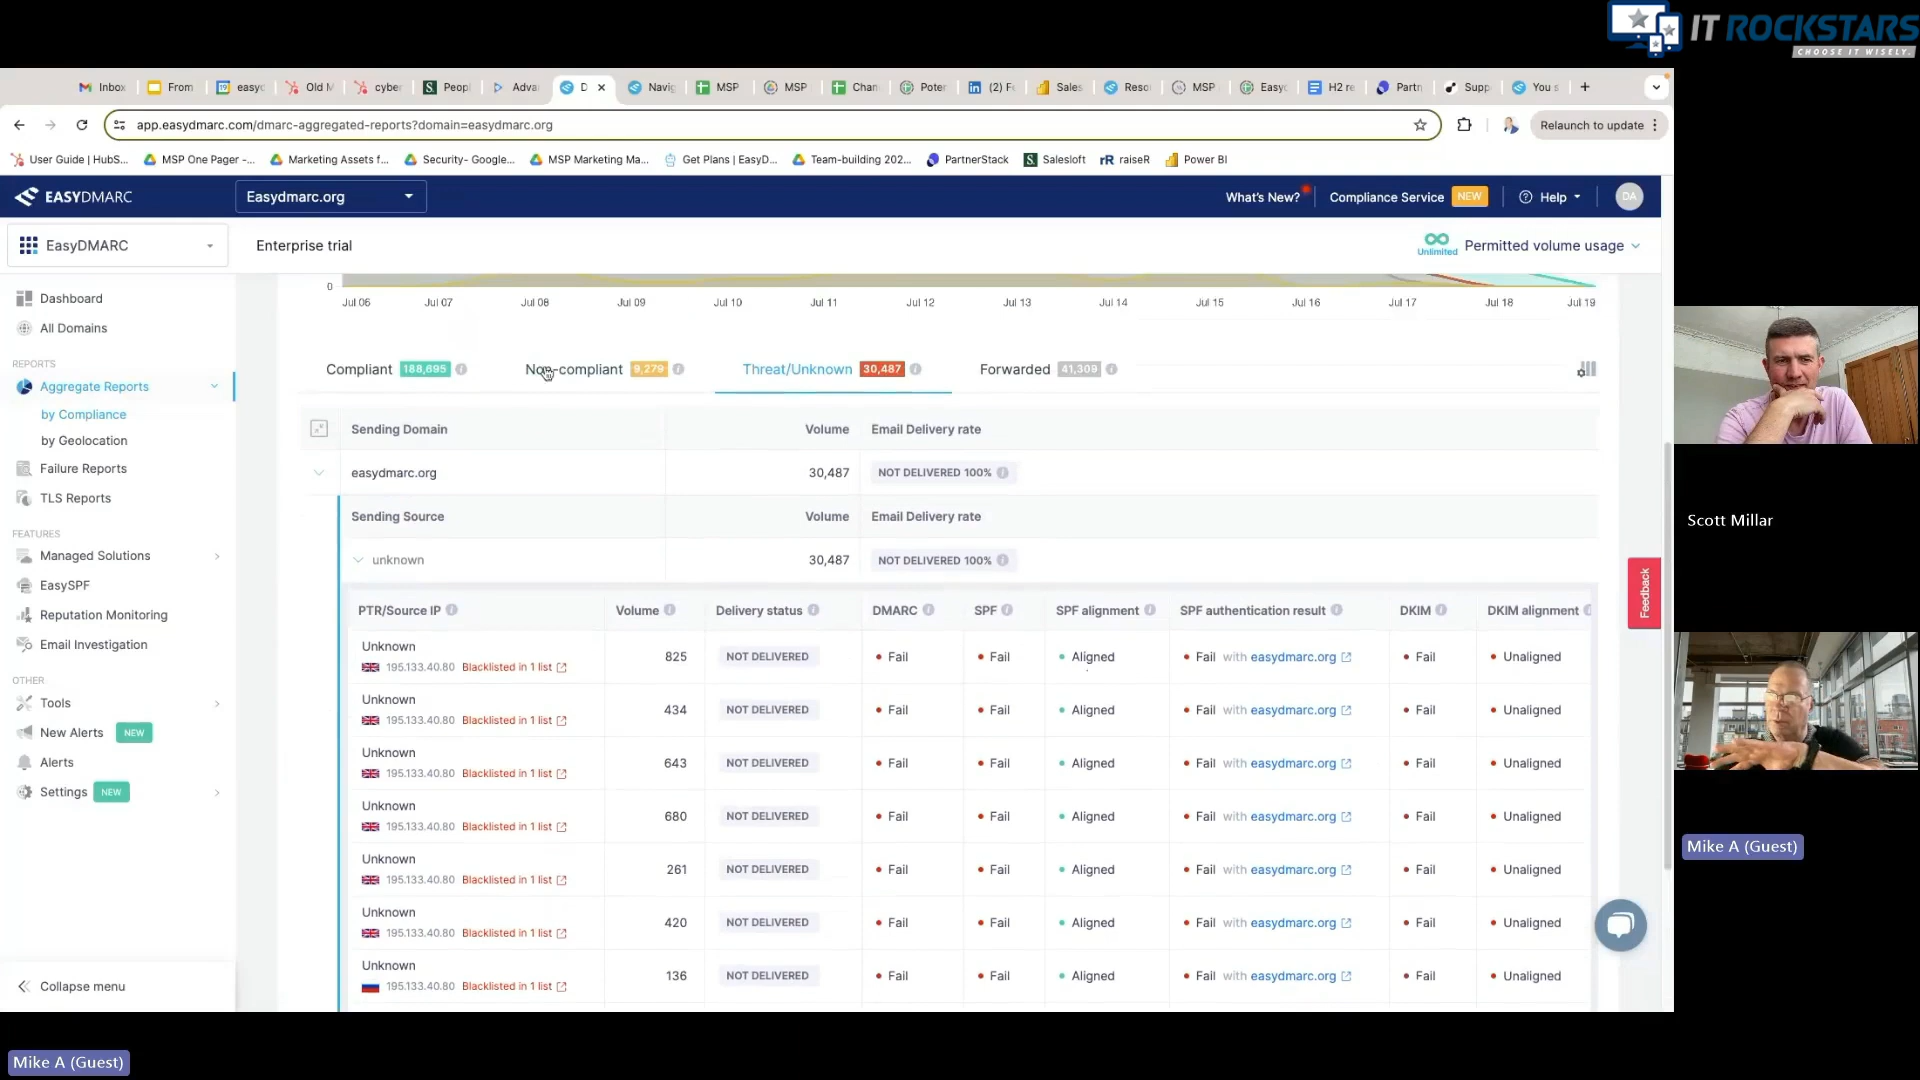 IT ROCKSTARS
CHOOSE IT WISELY.
Inbox
From
easy
Old M
cyber
Peopl
Adva
D
Navig
MSP
MSP
Chan
Poter
(2) F
Sales
Reso
MSP
Easy
H2 re
Partn
Supp
You s
app.easydmarc.com/dmarc-aggregated-reports?domain=easydmarc.org
Relaunch to update
User Guide | HubS...
MSP One Pager -...
Marketing Assets f...
Security- Google...
MSP Marketing Ma...
Get Plans | EasyD...
Team-building 202...
PartnerStack
Salesloft
raiseR
Power BI
EASYDMARC
Easydmarc.org
What's New?
Compliance Service NEW
Help
DA
EasyDMARC
Enterprise trial
Unlimited
Permitted volume usage
Dashboard
All Domains
REPORTS
Aggregate Reports
by Compliance
by Geolocation
Failure Reports
TLS Reports
FEATURES
Managed Solutions
EasySPF
Reputation Monitoring
Email Investigation
OTHER
Tools
New Alerts NEW
Alerts
Settings NEW
Collapse menu
0
Jul 06 Jul 07 Jul 08 Jul 09 Jul 10 Jul 11 Jul 12 Jul 13 Jul 14 Jul 15 Jul 16 Jul 17 Jul 18 Jul 19
Compliant 188,695 Non-compliant 9,279 Threat/Unknown 30,487 Forwarded 41,309
Sending Domain Volume Email Delivery rate
easydmarc.org 30,487 NOT DELIVERED 100%
Sending Source Volume Email Delivery rate
unknown 30,487 NOT DELIVERED 100%
PTR/Source IP Volume Delivery status DMARC SPF SPF alignment SPF authentication result DKIM DKIM alignment
Unknown
195.133.40.80 Blacklisted in 1 list 825 NOT DELIVERED Fail Fail Aligned Fail with easydmarc.org Fail Unaligned
Unknown
195.133.40.80 Blacklisted in 1 list 434 NOT DELIVERED Fail Fail Aligned Fail with easydmarc.org Fail Unaligned
Unknown
195.133.40.80 Blacklisted in 1 list 643 NOT DELIVERED Fail Fail Aligned Fail with easydmarc.org Fail Unaligned
Unknown
195.133.40.80 Blacklisted in 1 list 680 NOT DELIVERED Fail Fail Aligned Fail with easydmarc.org Fail Unaligned
Unknown
195.133.40.80 Blacklisted in 1 list 261 NOT DELIVERED Fail Fail Aligned Fail with easydmarc.org Fail Unaligned
Unknown
195.133.40.80 Blacklisted in 1 list 420 NOT DELIVERED Fail Fail Aligned Fail with easydmarc.org Fail Unaligned
Unknown
195.133.40.80 Blacklisted in 1 list 136 NOT DELIVERED Fail Fail Aligned Fail with easydmarc.org Fail Unaligned
Feedback
Scott Millar
Mike A (Guest)
Mike A (Guest)